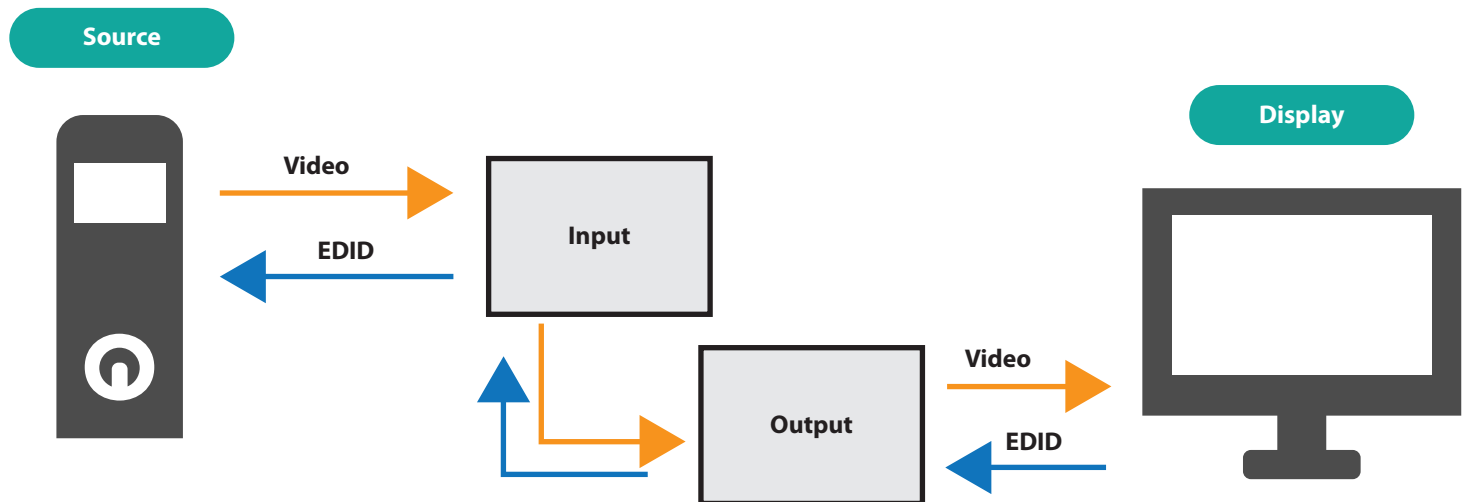 Source
Display
Video
Input
EDID
Video
Output
EDID